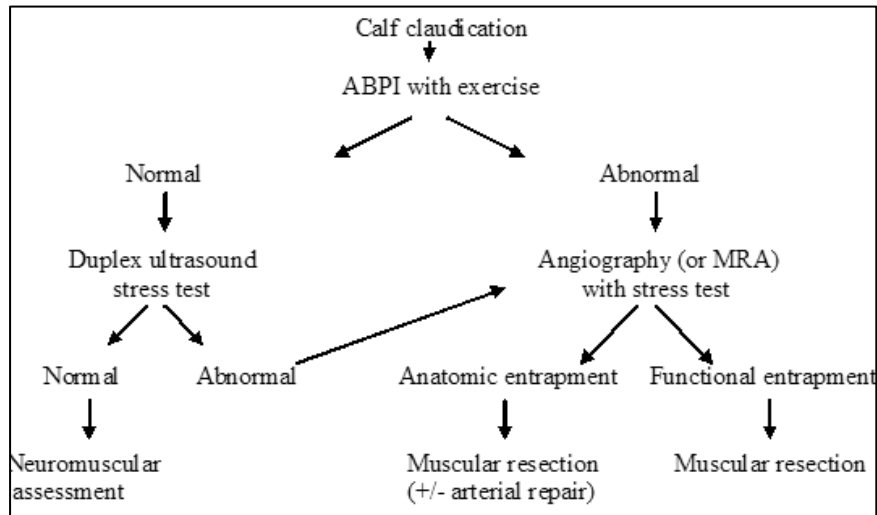 Calf claudication
ABPI with exercise
Normal
Abnormal
Duplex ultrasound
stress test
Angiography (or MRA)
with stress test
Normal
Abnormal
Anatomic entrapment
Functional entrapment
Neuromuscular
assessment
Muscular resection
(+/- arterial repair)
Muscular resection